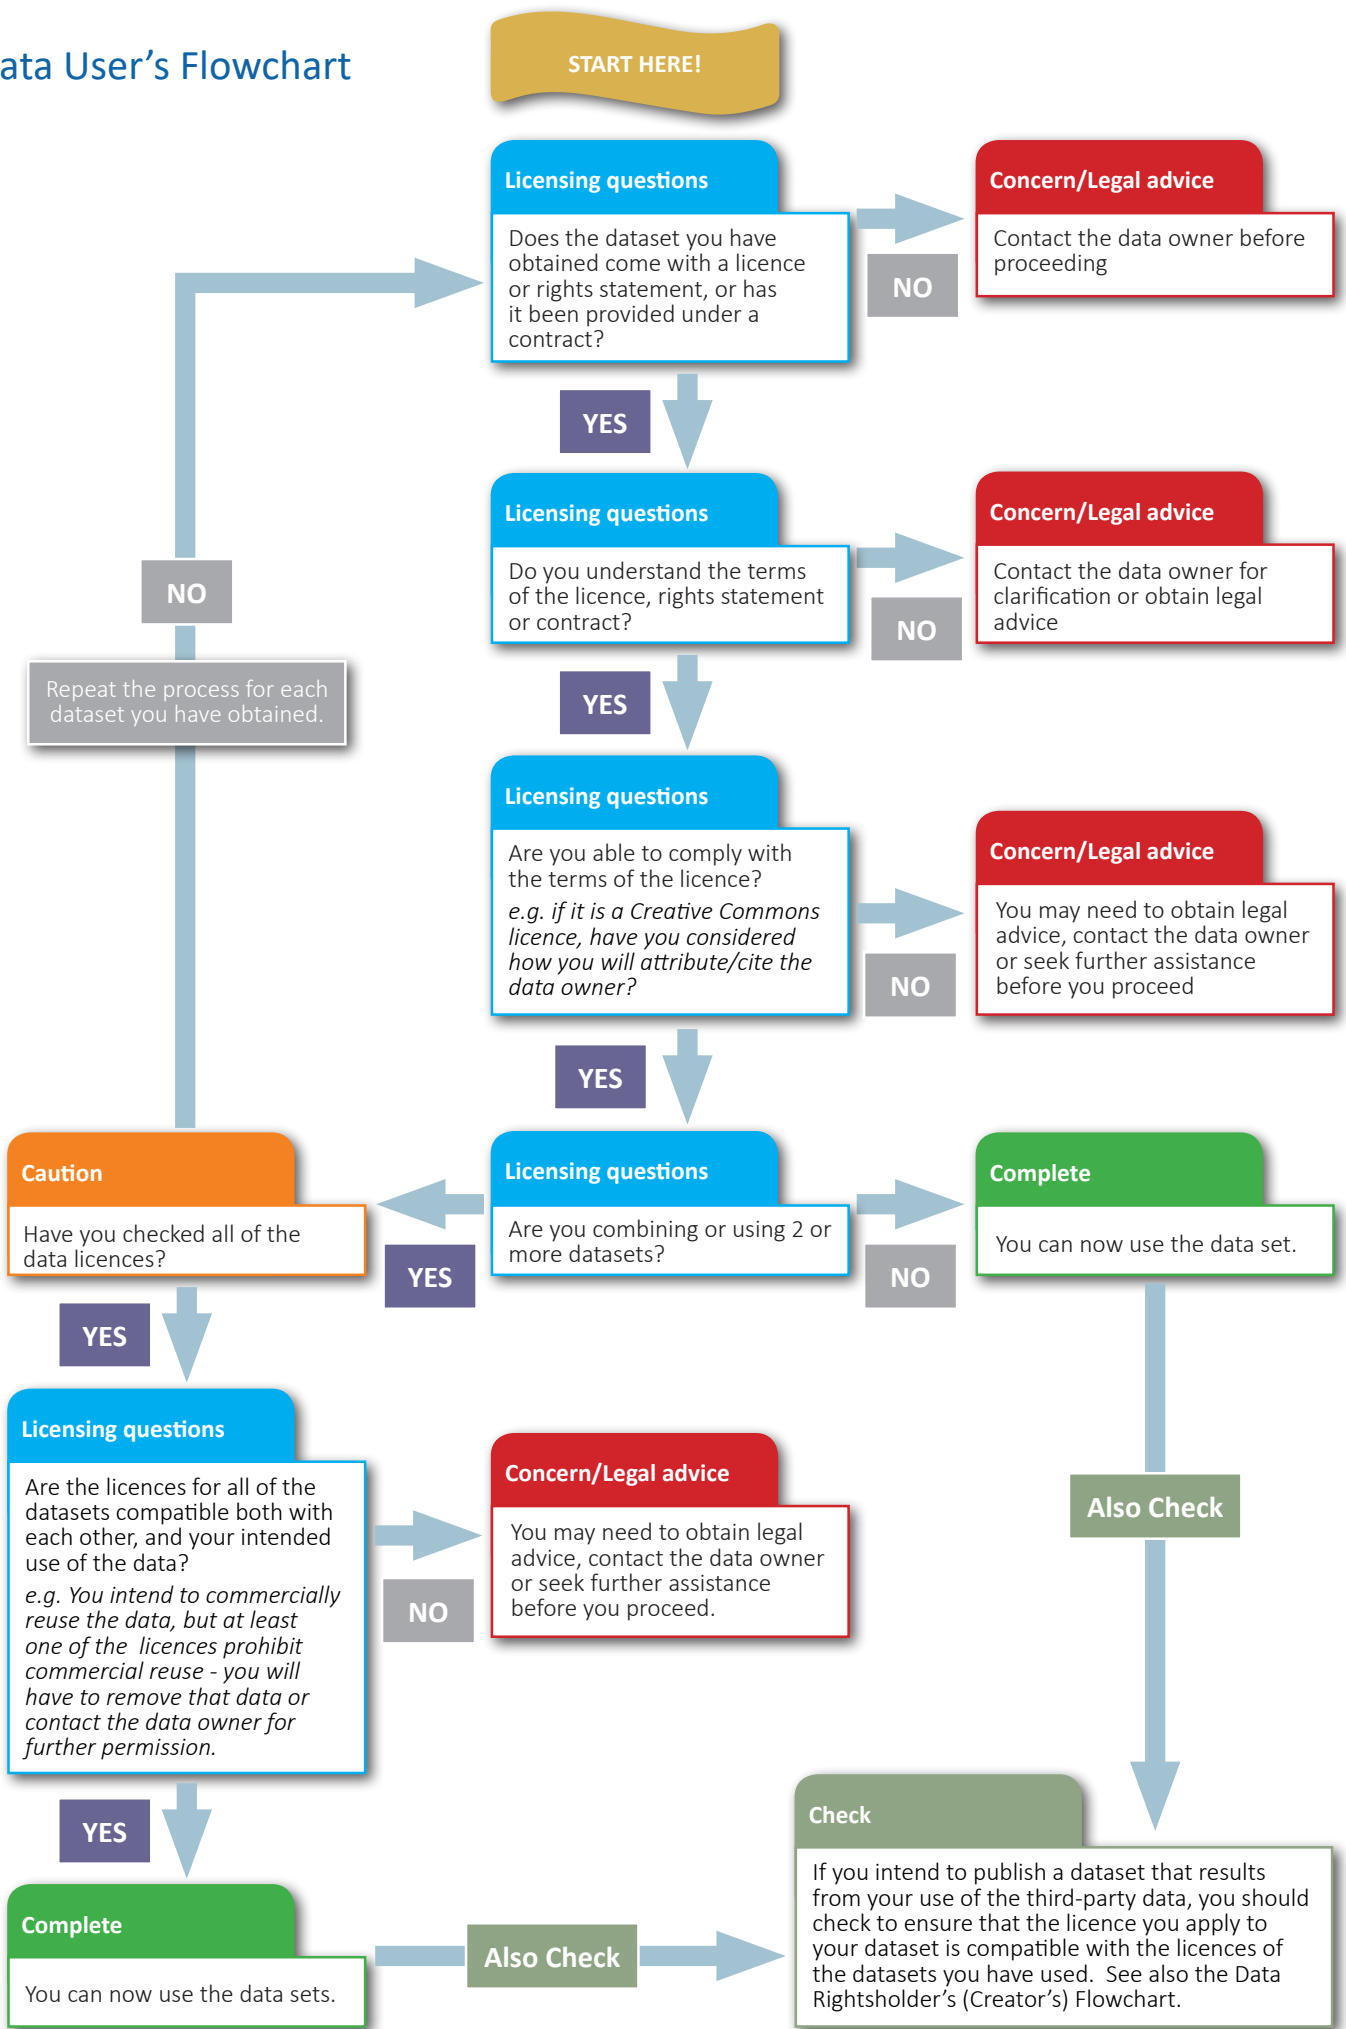 ata User's Flowchart
START HERE!
Licensing questions
Does the dataset you have
obtained come with a licence
or rights statement, or has
it been provided under a
contract?
NO
Concern/Legal advice
Contact the data owner before
proceeding
YES
Licensing questions
Do you understand the terms
of the licence, rights statement
or contract?
NO
Concern/Legal advice
Contact the data owner for
clarification or obtain legal
advice
NO
Repeat the process for each
dataset you have obtained.
YES
Licensing questions
Are you able to comply with
the terms of the licence?
e.g. if it is a Creative Commons
licence, have you considered
how you will attribute/cite the
data owner?
NO
Concern/Legal advice
You may need to obtain legal
advice, contact the data owner
or seek further assistance
before you proceed
YES
Caution
Have you checked all of the
data licences?
YES
Licensing questions
Are you combining or using 2 or
more datasets?
NO
Complete
You can now use the data set.
YES
Licensing questions
Are the licences for all of the
datasets compatible both with
each other, and your intended
use of the data?
e.g. You intend to commercially
reuse the data, but at least
one of the  licences prohibit
commercial reuse - you will
have to remove that data or
contact the data owner for
further permission.
NO
Concern/Legal advice
You may need to obtain legal
advice, contact the data owner
or seek further assistance
before you proceed.
Also Check
YES
Complete
You can now use the data sets.
Also Check
Check
If you intend to publish a dataset that results
from your use of the third-party data, you should
check to ensure that the licence you apply to
your dataset is compatible with the licences of
the datasets you have used.  See also the Data
Rightsholder's (Creator's) Flowchart.